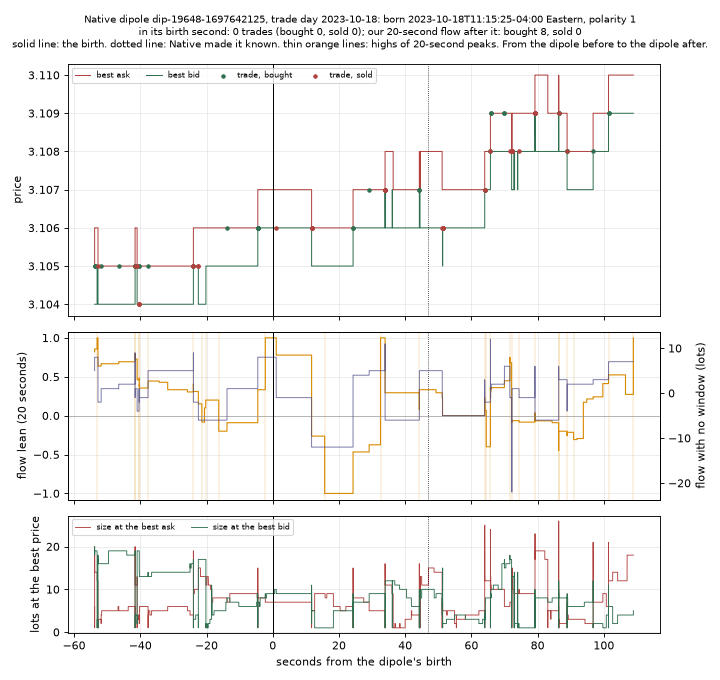 Native dipole dip-19648-1697642125, trade day 2023-10-18: born 2023-10-18T11:15:25-04:00 Eastern, polarity 1
in its birth second: 0 trades (bought 0, sold 0); our 20-second flow after it: bought 8, sold 0
solid line: the birth. dotted line: Native made it known. thin orange lines: highs of 20-second peaks. From the dipole before to the dipole after.
best ask best bid trade, bought trade, sold
3.110
3.109
3.108
3.107
3.106
3.105
3.104
price
1.0
0.5
0.0
−0.5
−1.0
flow lean (20 seconds)
10
0
−10
−20
flow with no window (lots)
size at the best ask size at the best bid
20
10
0
lots at the best price
−60 −40 −20 0 20 40 60 80 100
seconds from the dipole's birth